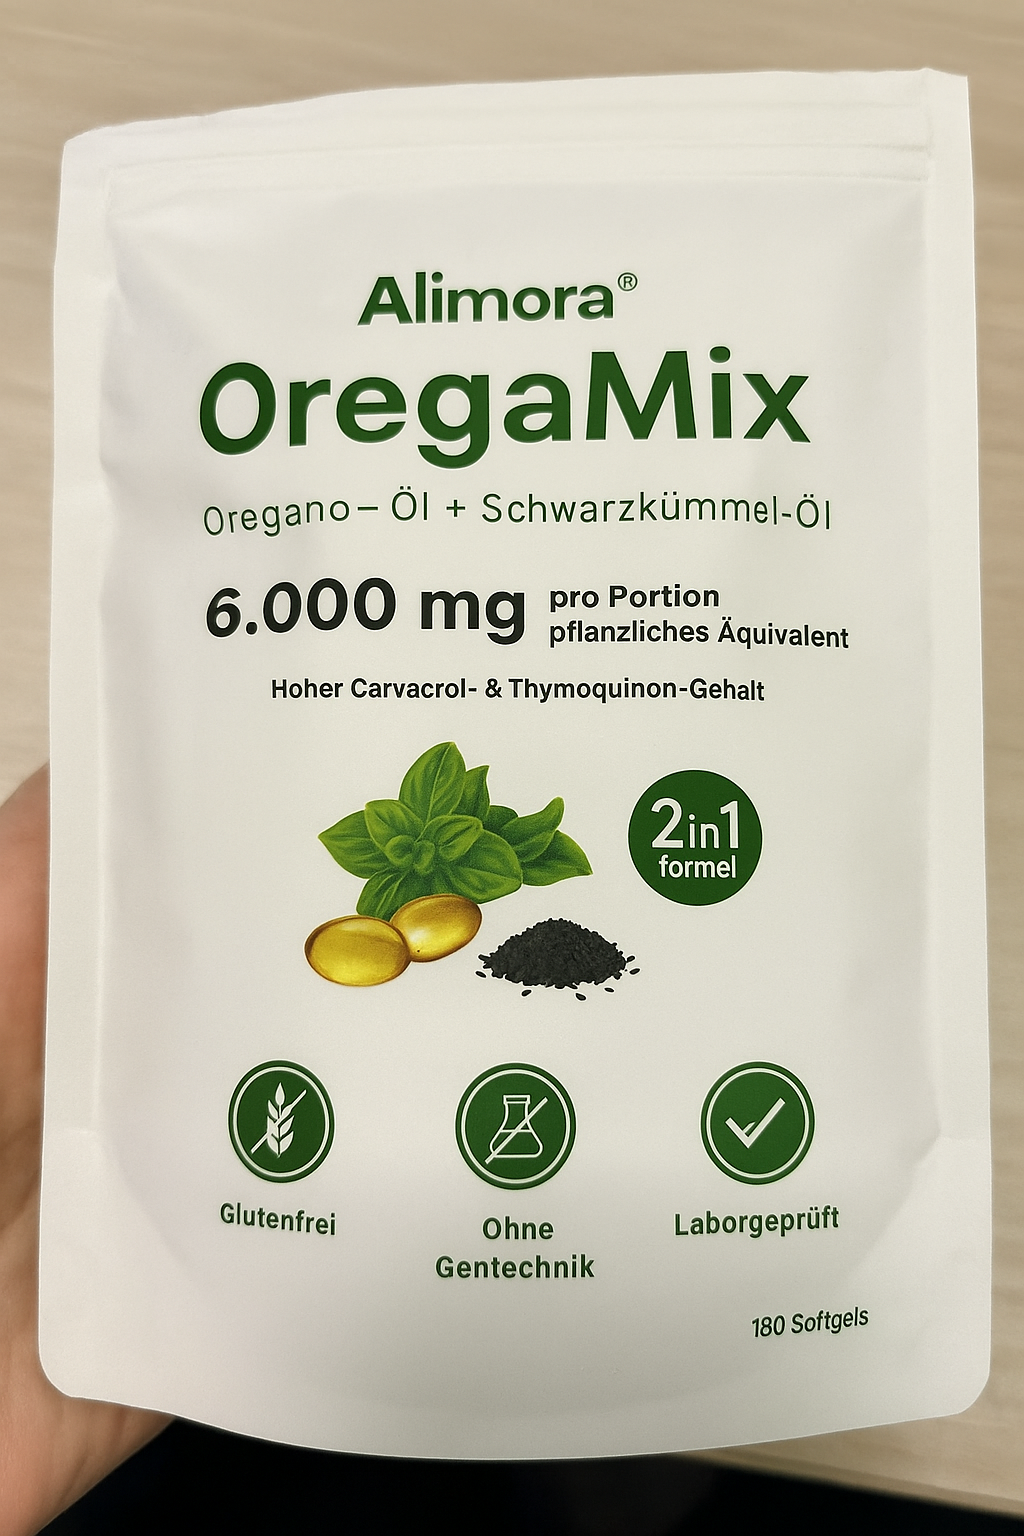 Alimora®
OregaMix
Oregano– Öl + Schwarzkümmel-Öl
6.000 mg pro Portion
pflanzliches Äquivalent
Hoher Carvacrol- & Thymoquinon-Gehalt
2in1
formel
Glutenfrei
Ohne
Gentechnik
Laborgeprüft
180 Softgels